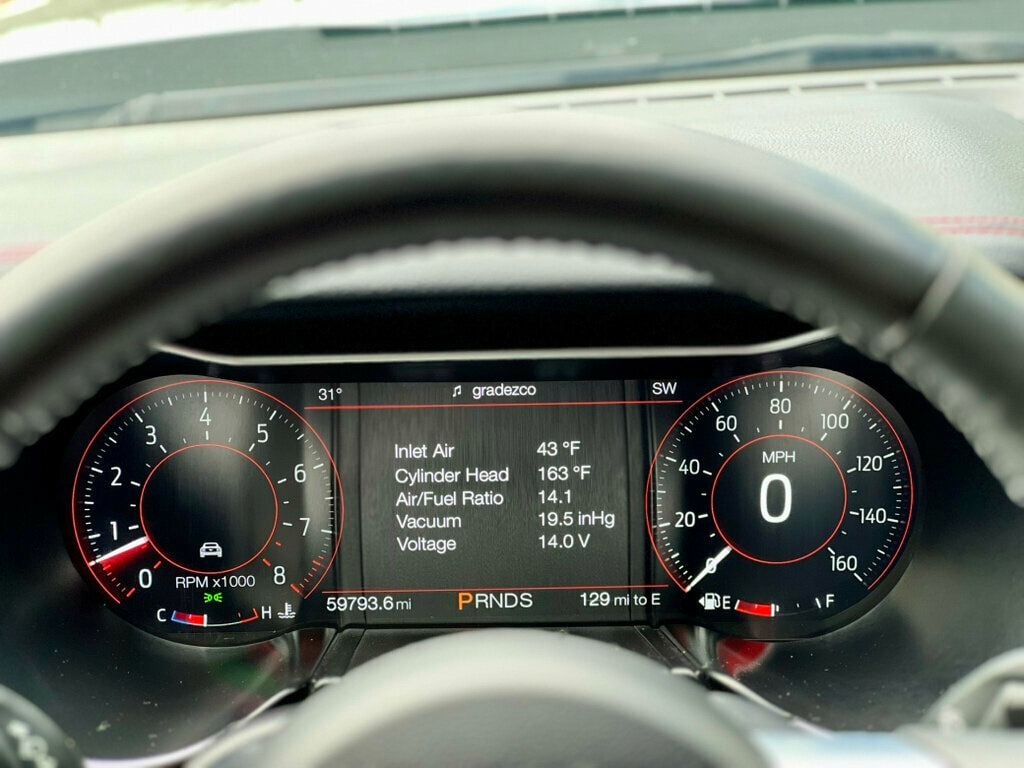 31° ♫ gradezco SW
Inlet Air 43 °F
Cylinder Head 163 °F
Air/Fuel Ratio 14.1
Vacuum 19.5 inHg
Voltage 14.0 V
59793.6 mi PRNDS 129 mi to E
0 1 2 3 4 5 6 7 8
RPM x1000
C H
0 20 40 60 80 100 120 140 160
MPH
0
E F